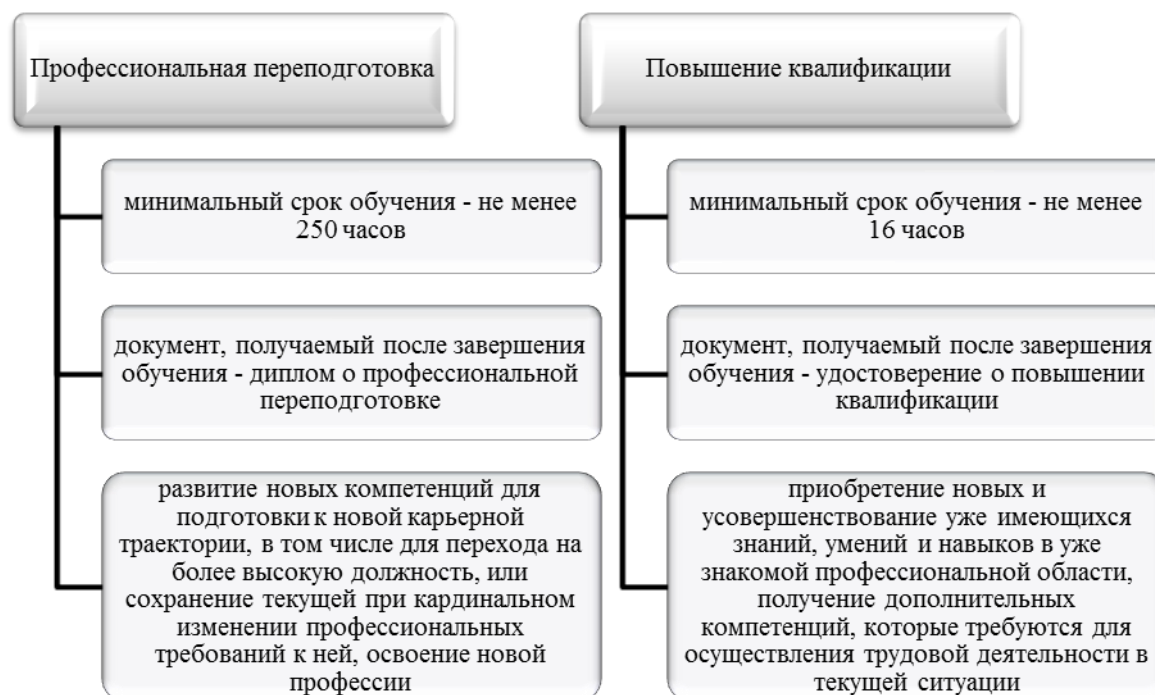 Профессиональная переподготовка
минимальный срок обучения - не менее
250 часов
документ, получаемый после завершения
обучения - диплом о профессиональной
переподготовке
развитие новых компетенций для
подготовки к новой карьерной
траектории, в том числе для перехода на
более высокую должность, или
сохранение текущей при кардинальном
изменении профессиональных
требований к ней, освоение новой
профессии
Повышение квалификации
минимальный срок обучения - не менее
16 часов
документ, получаемый после завершения
обучения - удостоверение о повышении
квалификации
приобретение новых и
усовершенствование уже имеющихся
знаний, умений и навыков в уже
знакомой профессиональной области,
получение дополнительных
компетенций, которые требуются для
осуществления трудовой деятельности в
текущей ситуации